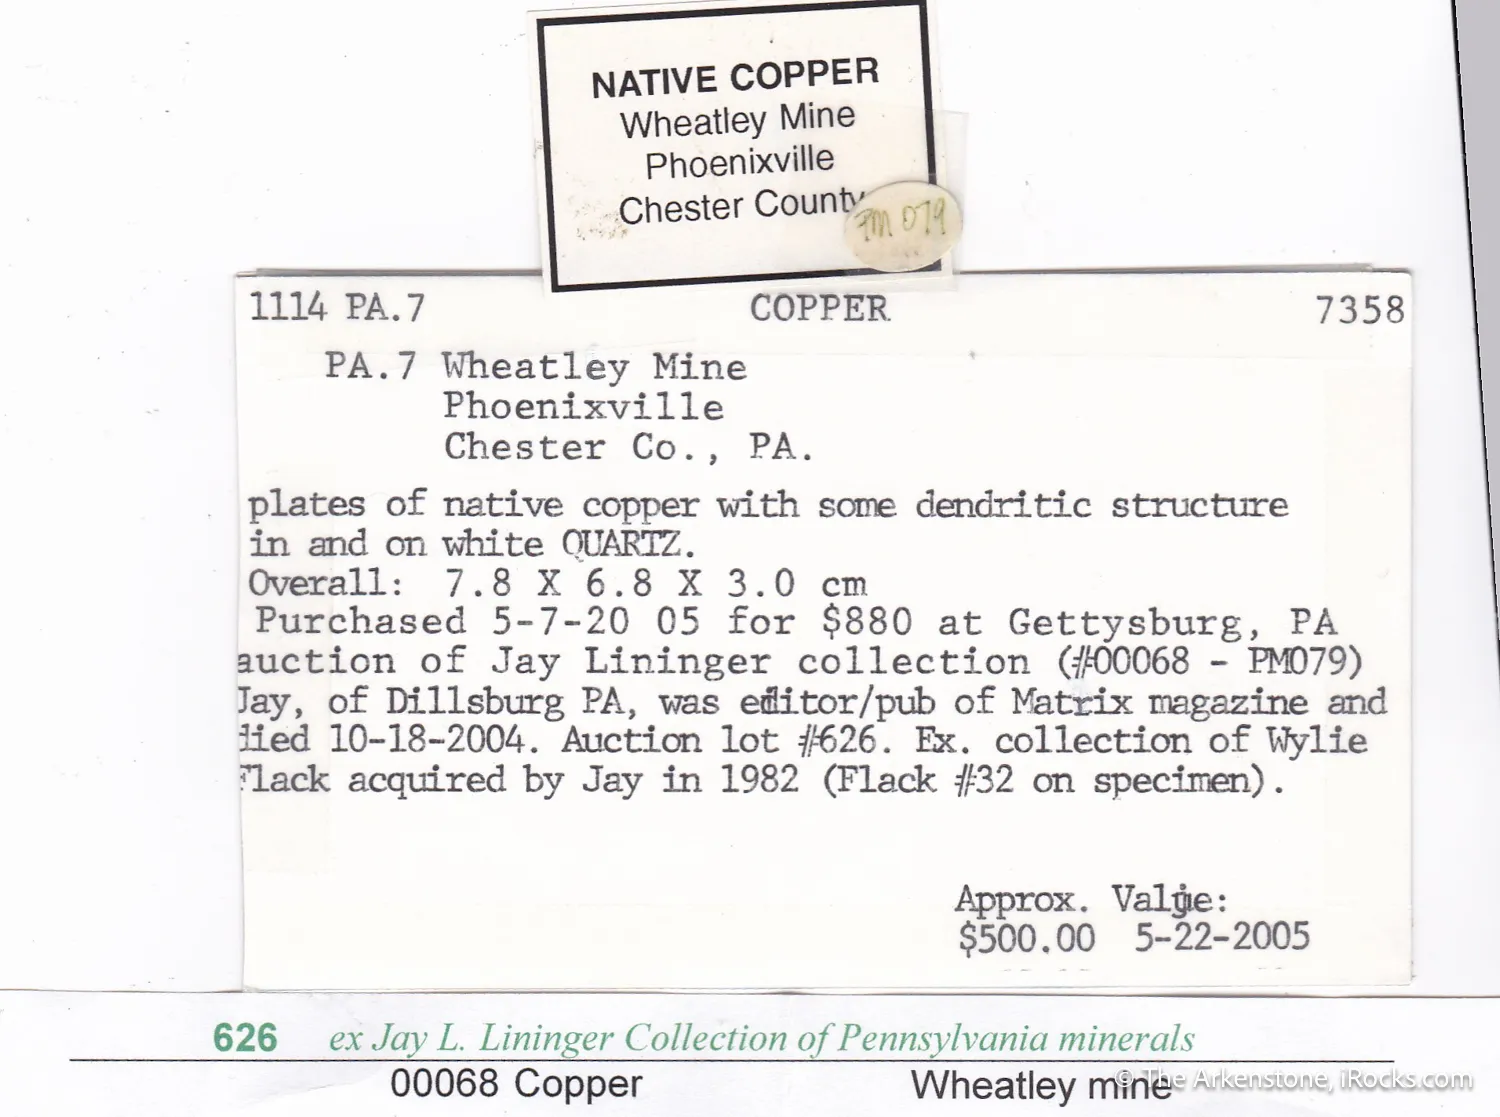 NATIVE COPPER
Wheatley Mine
Phoenixville
Chester County
PM 079
1114 PA.7 COPPER 7358
PA.7 Wheatley Mine
Phoenixville
Chester Co., PA.
plates of native copper with some dendritic structure
in and on white QUARTZ.
Overall: 7.8 X 6.8 X 3.0 cm
Purchased 5-7-20 05 for $880 at Gettysburg, PA
auction of Jay Lininger collection (#00068 - PM079)
Jay, of Dillsburg PA, was editor/pub of Matrix magazine and
died 10-18-2004. Auction lot #626. Ex. collection of Wylie
Flack acquired by Jay in 1982 (Flack #32 on specimen).
Approx. Value:
$500.00 5-22-2005
626 ex Jay L. Lininger Collection of Pennsylvania minerals
00068 Copper Wheatley mine
© The Arkenstone, iRocks.com